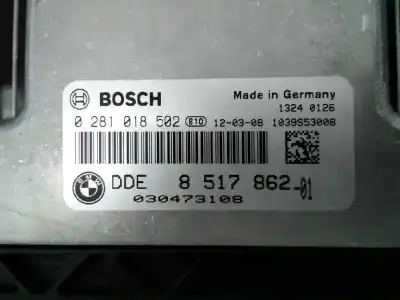 BOSCH
Made in Germany
1324 0126
0 281 018 502 E10 12-03-08 1039S53008
DDE 8 517 862-01
030473108